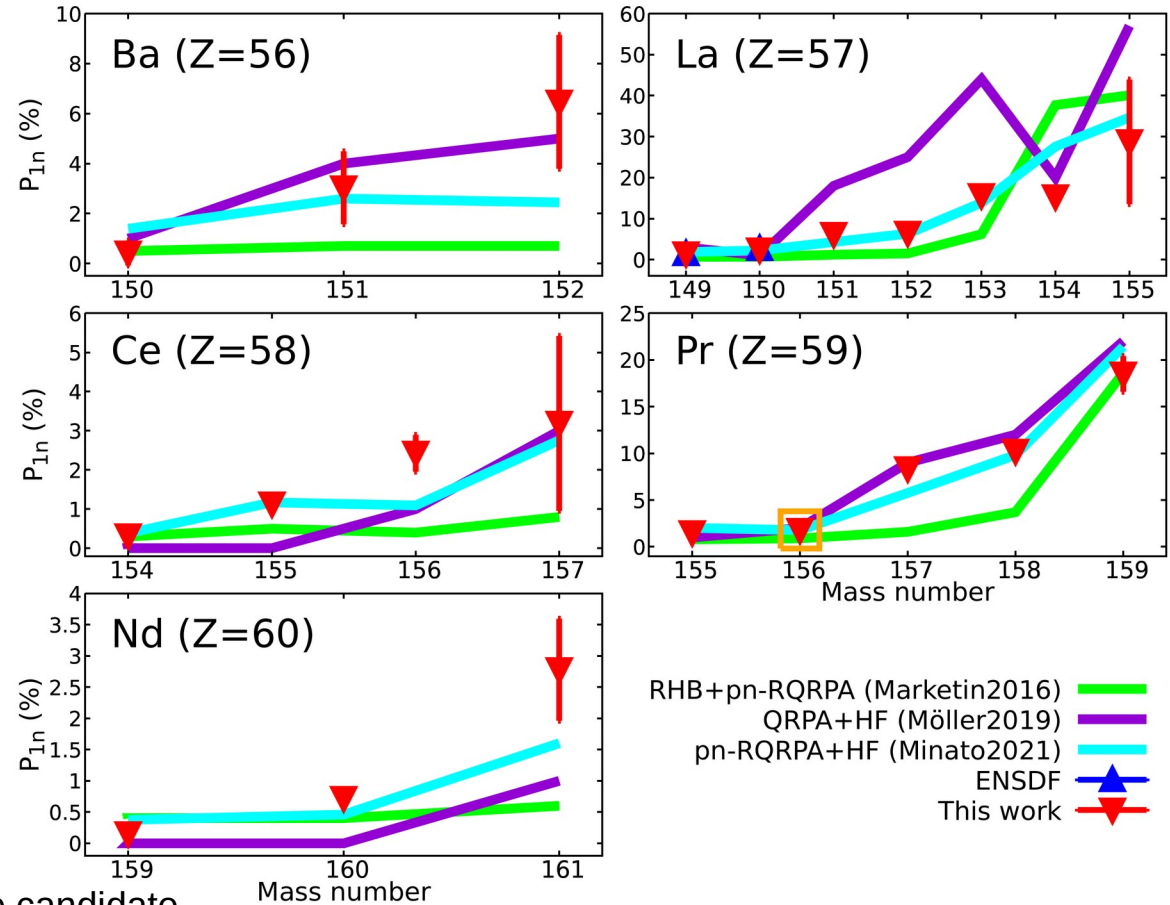 Ba (Z=56)
P1n (%)
10
8
6
4
2
0
150 151 152
La (Z=57)
60
50
40
30
20
10
0
149 150 151 152 153 154 155
Ce (Z=58)
P1n (%)
6
5
4
3
2
1
0
154 155 156 157
Pr (Z=59)
25
20
15
10
5
0
155 156 157 158 159
Mass number
Nd (Z=60)
P1n (%)
4
3.5
3
2.5
2
1.5
1
0.5
0
159 160 161
Mass number
RHB+pn-RQRPA (Marketin2016)
QRPA+HF (Möller2019)
pn-RQRPA+HF (Minato2021)
ENSDF
This work
candidate